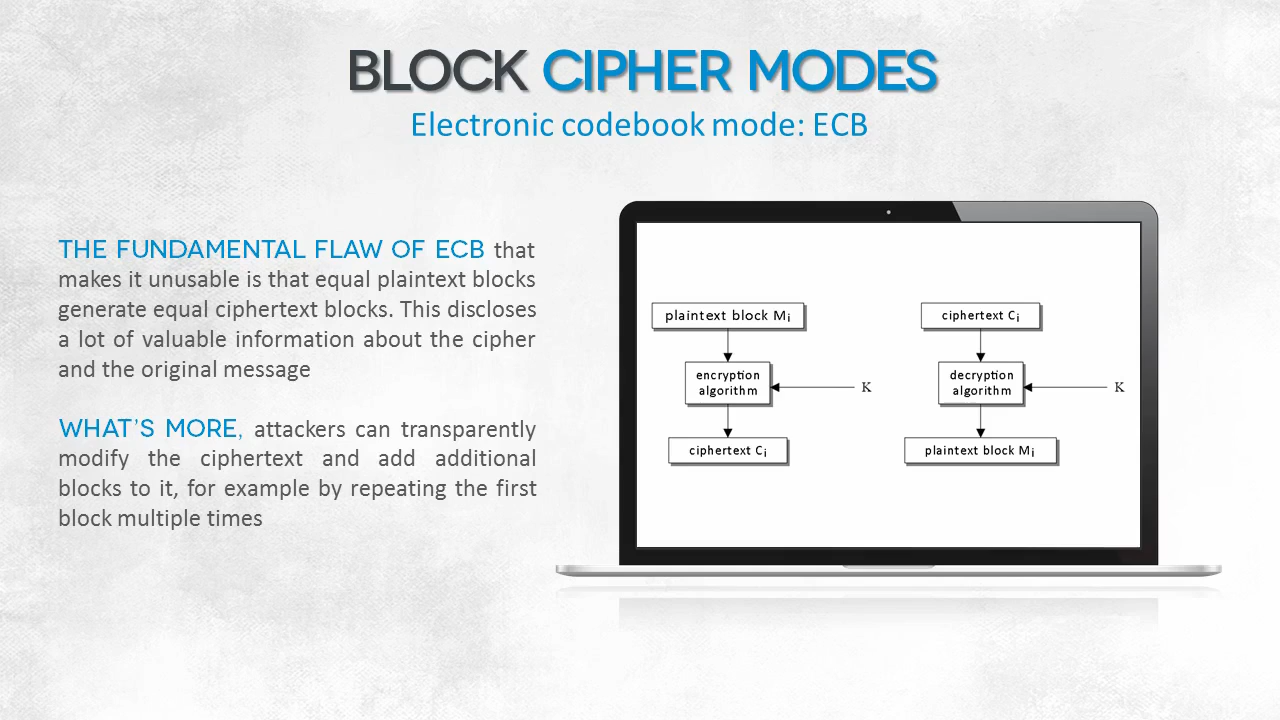 BLOCK CIPHER MODES
Electronic codebook mode: ECB
THE FUNDAMENTAL FLAW OF ECB that
makes it unusable is that equal plaintext blocks
generate equal ciphertext blocks. This discloses
a lot of valuable information about the cipher
and the original message
WHAT'S MORE, attackers can transparently
modify the ciphertext and add additional
blocks to it, for example by repeating the first
block multiple times
plaintext block Mi
encryption
algorithm
K
ciphertext Ci
ciphertext Ci
decryption
algorithm
K
plaintext block Mi